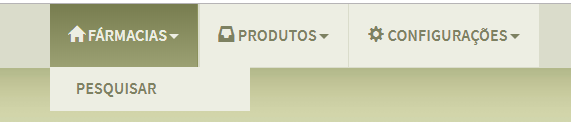 FÁRMACIAS PRODUTOS CONFIGURAÇÕES
PESQUISAR